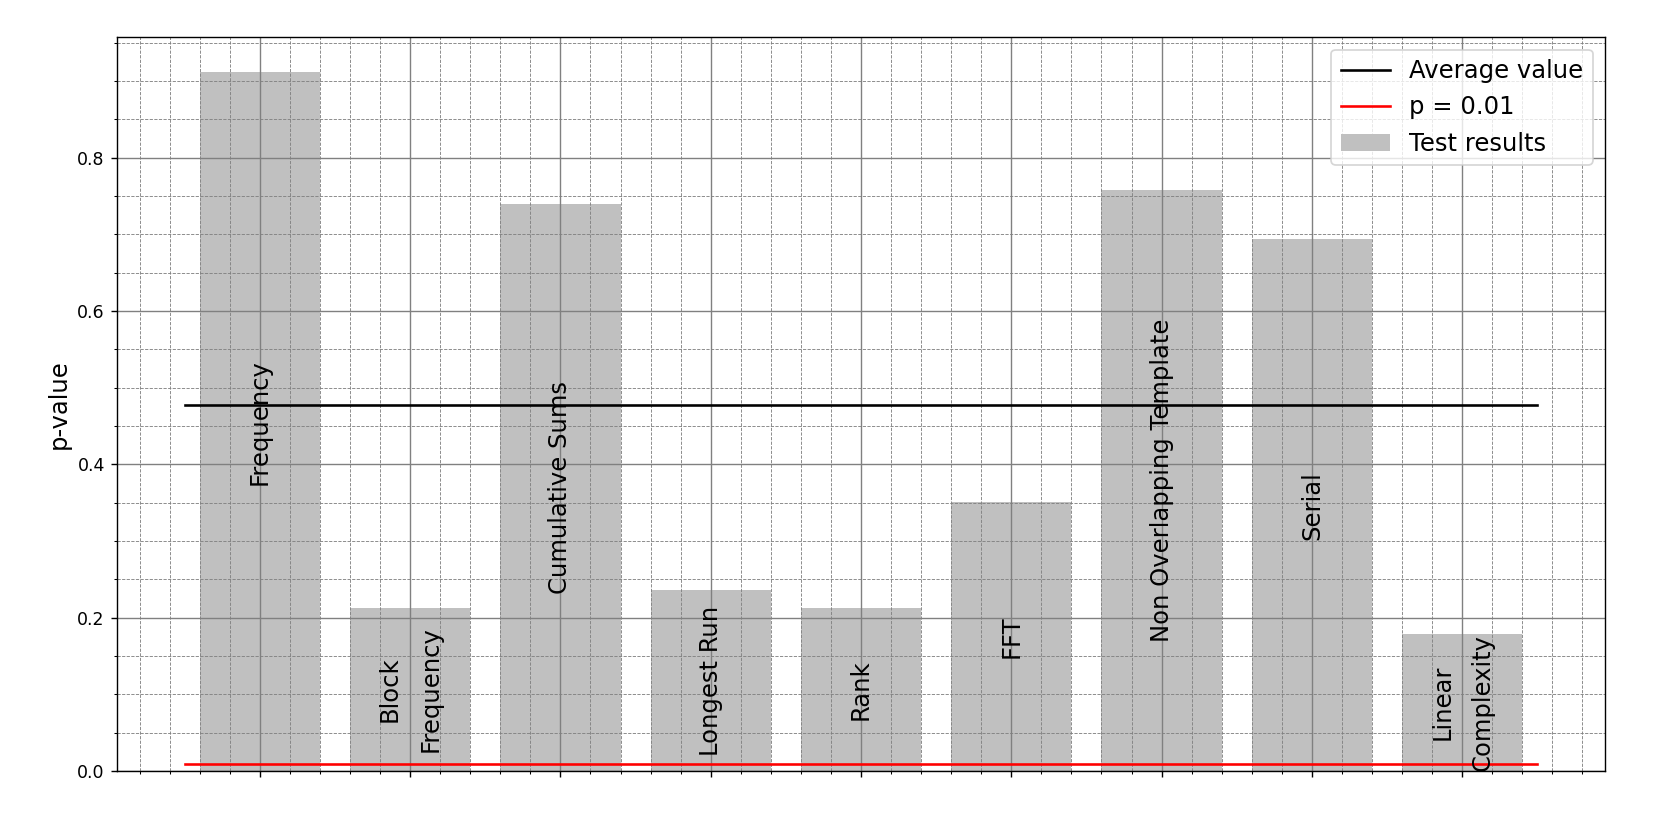 Average value
p = 0.01
Test results
p-value
0.8
0.6
0.4
0.2
0.0
Frequency
Block
Frequency
Cumulative Sums
Longest Run
Rank
FFT
Non Overlapping Template
Serial
Linear
Complexity